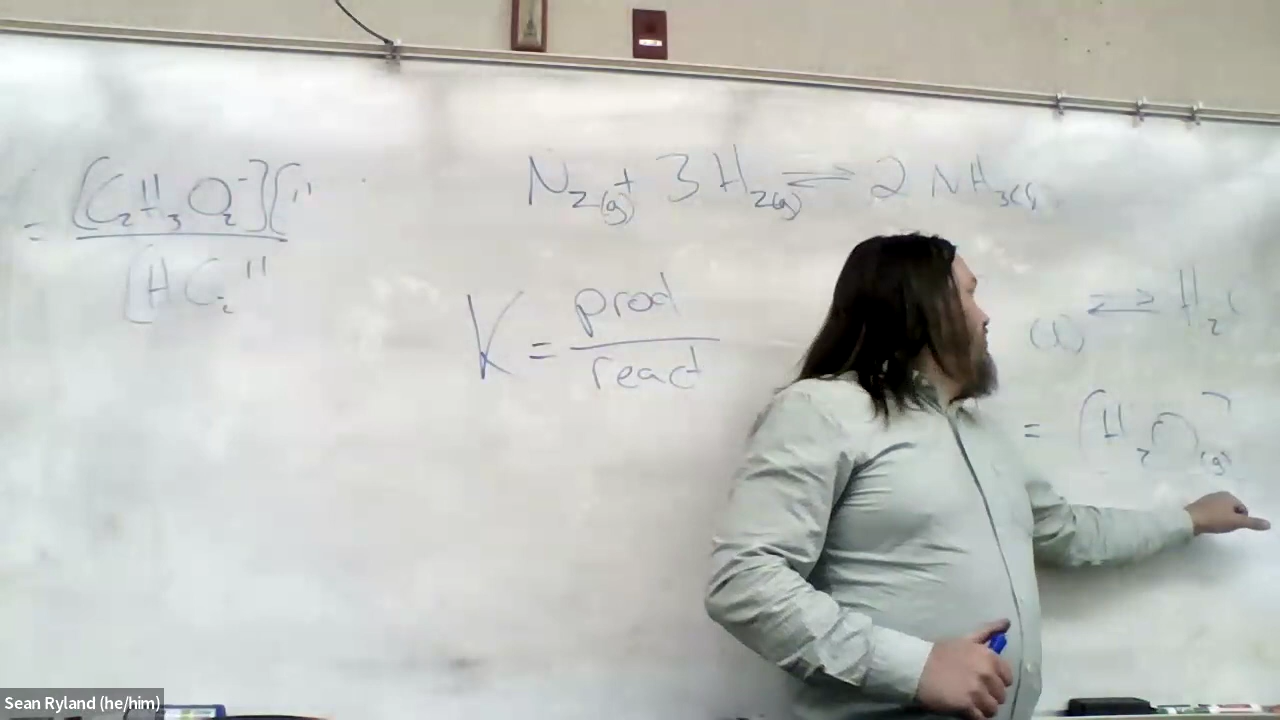 N₂(g) + 3 H₂(g) ⇌ 2 NH₃(
= [C₂H₃O₂⁻][
[HC₂ "
K = prod
react
(l) ⇌ H₂
= [H₂O(g)]
Sean Ryland (he/him)